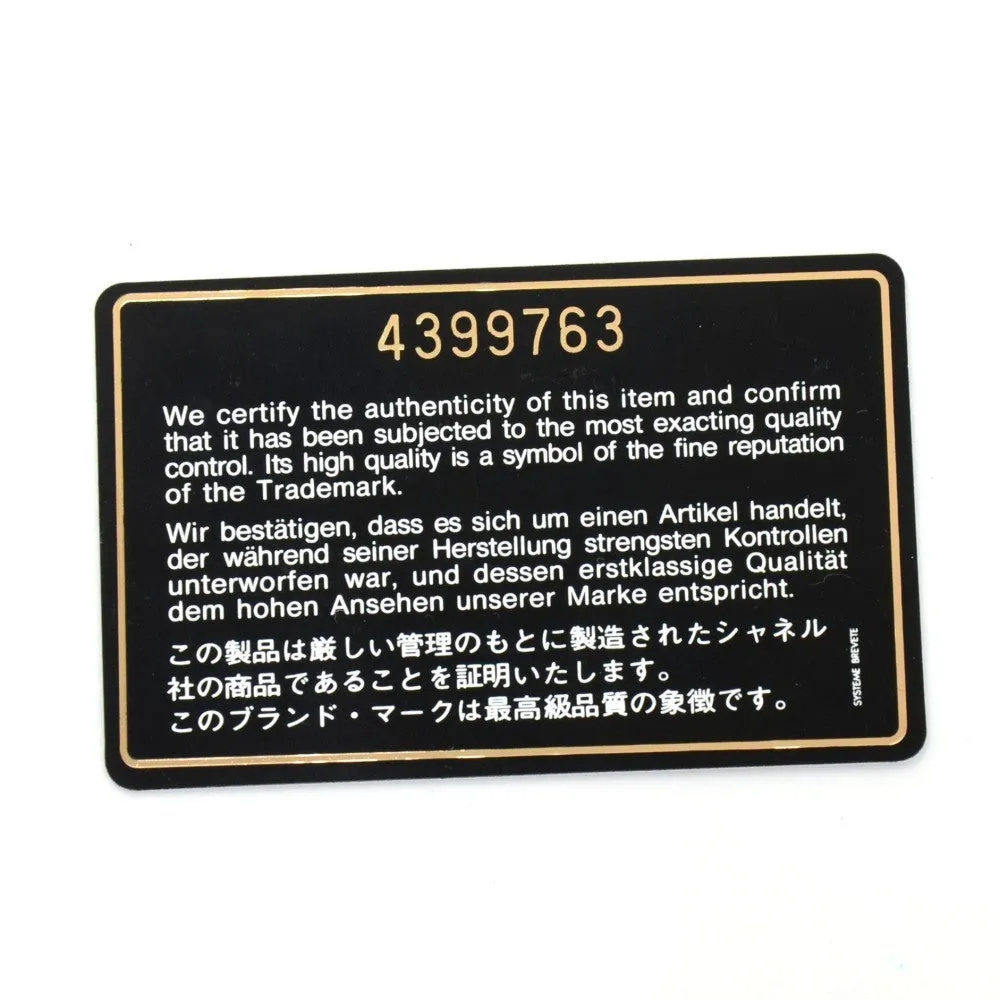 4399763
We certify the authenticity of this item and confirm
that it has been subjected to the most exacting quality
control. Its high quality is a symbol of the fine reputation
of the Trademark.
Wir bestätigen, dass es sich um einen Artikel handelt,
der während seiner Herstellung strengsten Kontrollen
unterworfen war, und dessen erstklassige Qualität
dem hohen Ansehen unserer Marke entspricht.
この製品は厳しい管理のもとに製造されたシャネル
社の商品であることを証明いたします。
このブランド・マークは最高級品質の象徴です。
SYSTEME BREVETE